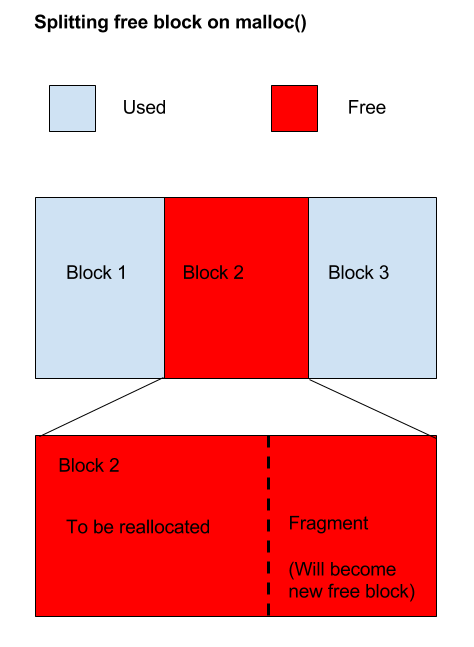 Splitting free block on malloc()
Used
Free
Block 1
Block 2
Block 3
Block 2
To be reallocated
Fragment
(Will become
new free block)